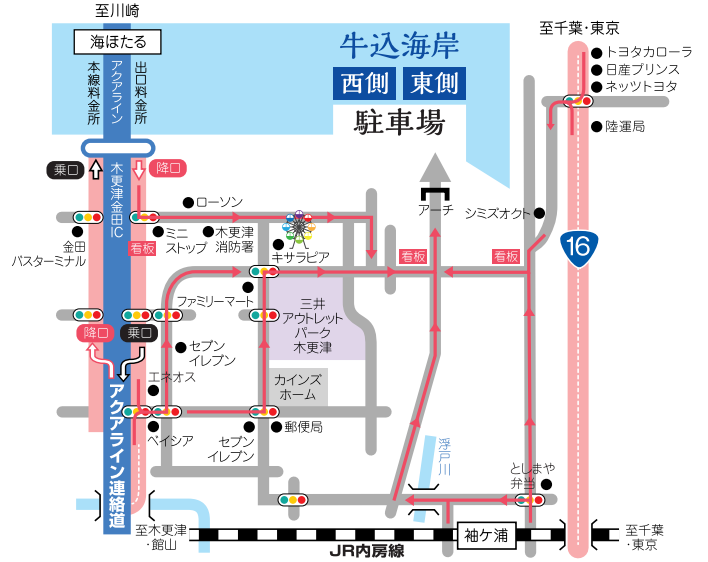 至川崎
海ほたる
本線料金所
アクアライン
出口料金所
牛込海岸
西側
東側
駐車場
至千葉・東京
トヨタカローラ
日産プリンス
ネッツトヨタ
陸運局
乗口
降口
木更津金田IC
ローソン
金田
バスターミナル
看板
ミニ
ストップ
木更津
消防署
キサラピア
アーチ
シミズオクト
看板
看板
16
ファミリーマート
三井
アウトレット
パーク
木更津
降口
乗口
セブン
イレブン
エネオス
カインズ
ホーム
アクアライン連絡道
ベイシア
セブン
イレブン
郵便局
浮戸川
としまや
弁当
至木更津
・館山
JR内房線
袖ケ浦
至千葉
・東京